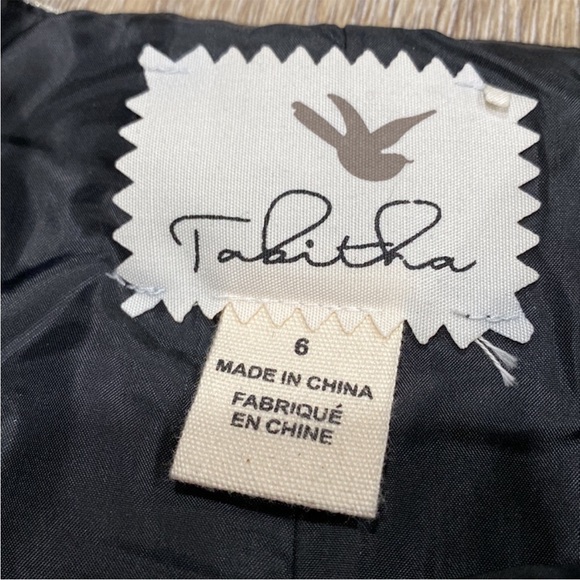 Tabitha
6
MADE IN CHINA
FABRIQUÉ
EN CHINE